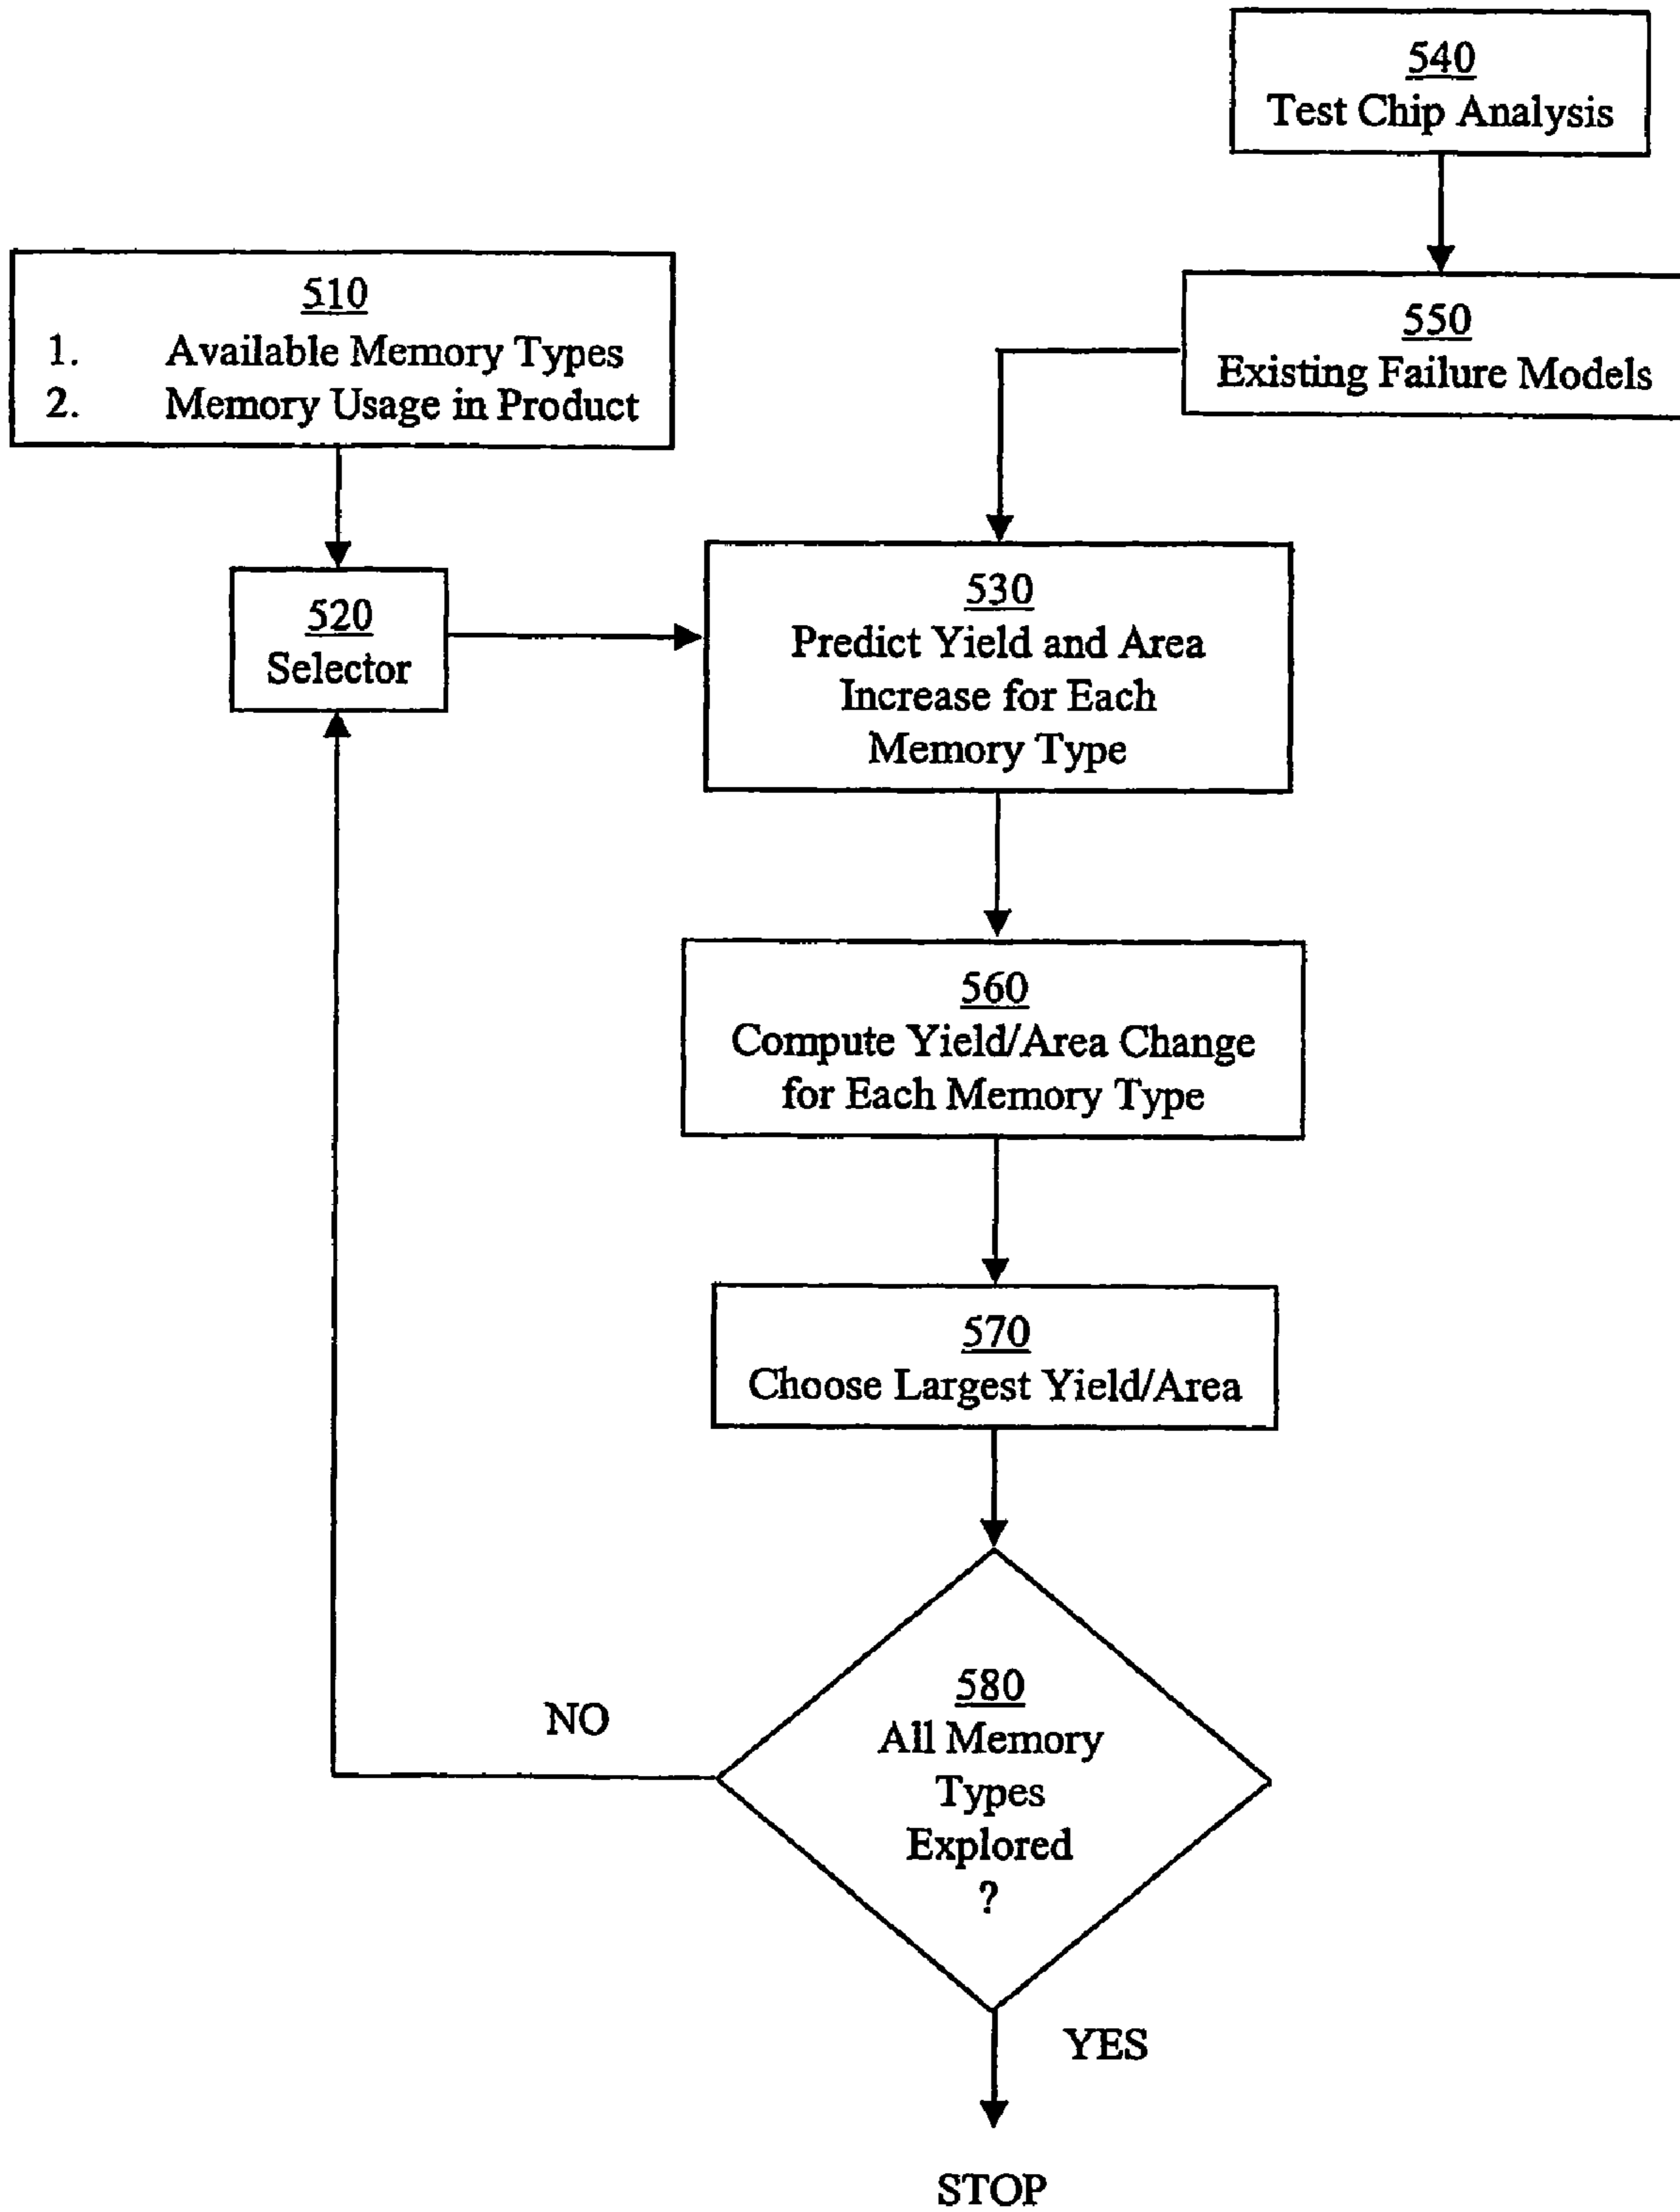 540
Test Chip Analysis
510
1. Available Memory Types
2. Memory Usage in Product
550
Existing Failure Models
520
Selector
530
Predict Yield and Area
Increase for Each
Memory Type
560
Compute Yield/Area Change
for Each Memory Type
570
Choose Largest Yield/Area
580
All Memory
Types
Explored
?
NO
YES
STOP